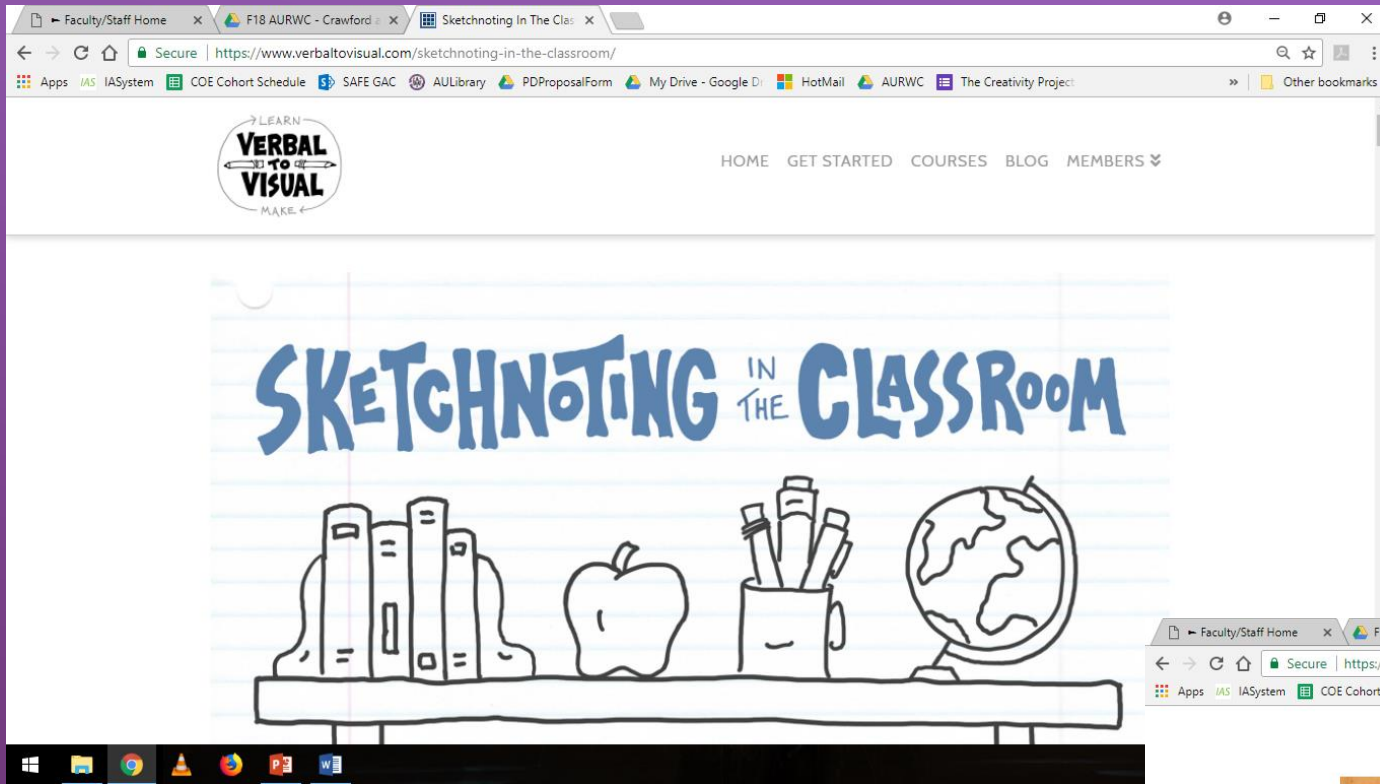 ► Faculty/Staff Home
F18 AURWC - Crawford a
Sketchnoting In The Clas
Secure | https://www.verbaltovisual.com/sketchnoting-in-the-classroom/
Apps IAS IASystem COE Cohort Schedule SAFE GAC AULibrary PDProposalForm My Drive - Google Dr HotMail AURWC The Creativity Project » Other bookmarks
LEARN
VERBAL
TO
VISUAL
MAKE
HOME GET STARTED COURSES BLOG MEMBERS
SKETCHNOTING IN THE CLASSROOM
► Faculty/Staff Home F
Secure | https:/
Apps IAS IASystem COE Cohort